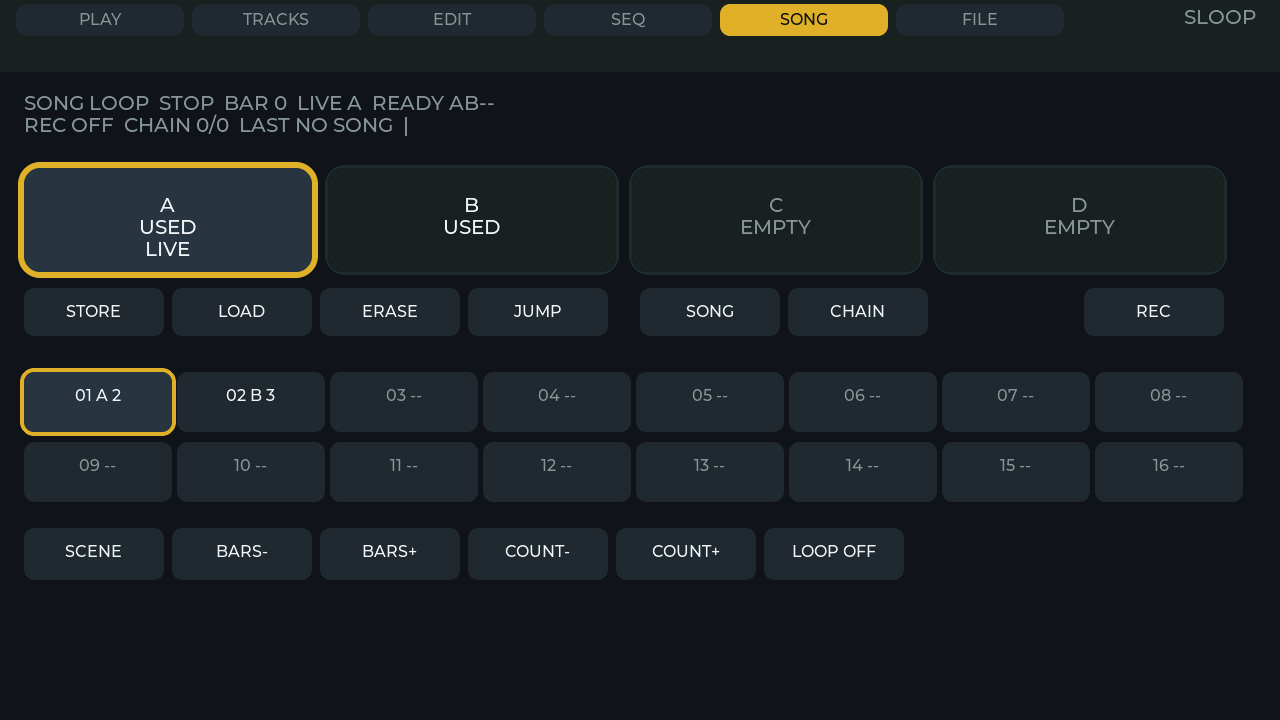 PLAY TRACKS EDIT SEQ SONG FILE SLOOP
SONG LOOP STOP BAR 0 LIVE A READY AB--
REC OFF CHAIN 0/0 LAST NO SONG |
A
USED
LIVE
B
USED
C
EMPTY
D
EMPTY
STORE LOAD ERASE JUMP SONG CHAIN REC
01 A 2 02 B 3 03 -- 04 -- 05 -- 06 -- 07 -- 08 --
09 -- 10 -- 11 -- 12 -- 13 -- 14 -- 15 -- 16 --
SCENE BARS- BARS+ COUNT- COUNT+ LOOP OFF